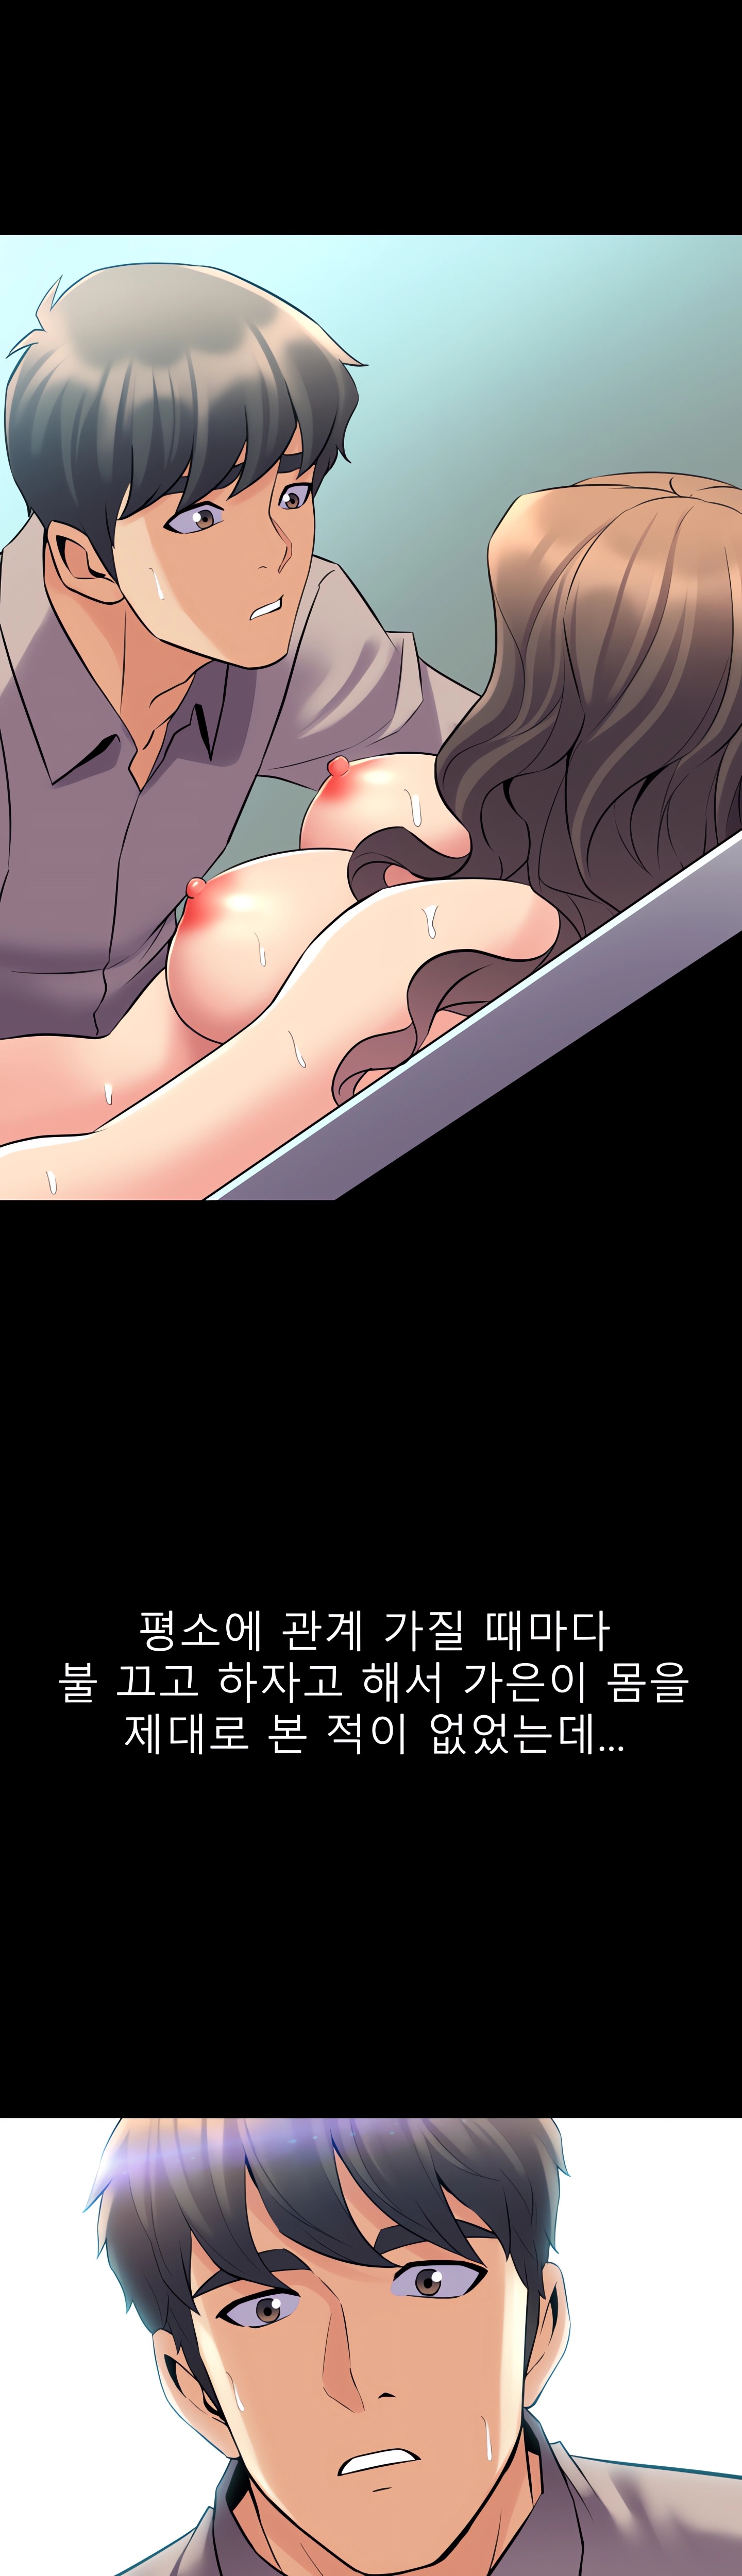 평소에 관계 가질 때마다
불 끄고 하자고 해서 가은이 몸을
제대로 본 적이 없었는데...